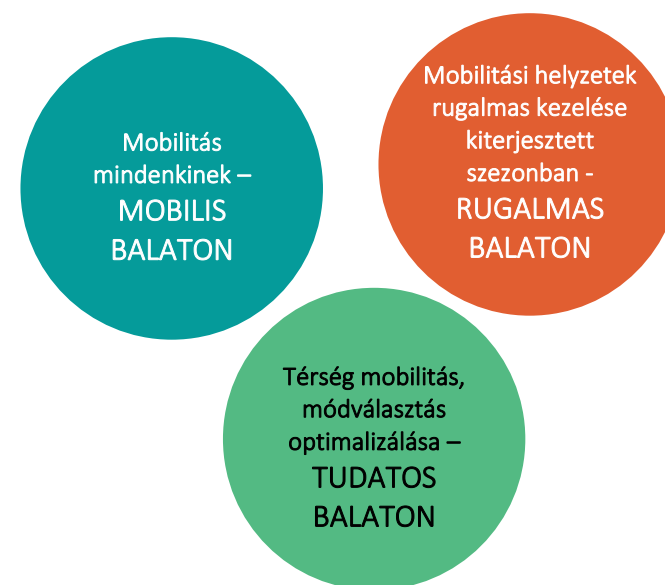 Mobilitás
mindenkinek –
MOBILIS
BALATON
Mobilitási helyzetek
rugalmas kezelése
kiterjesztett
szezonban -
RUGALMAS
BALATON
Térség mobilitás,
módválasztás
optimalizálása –
TUDATOS
BALATON